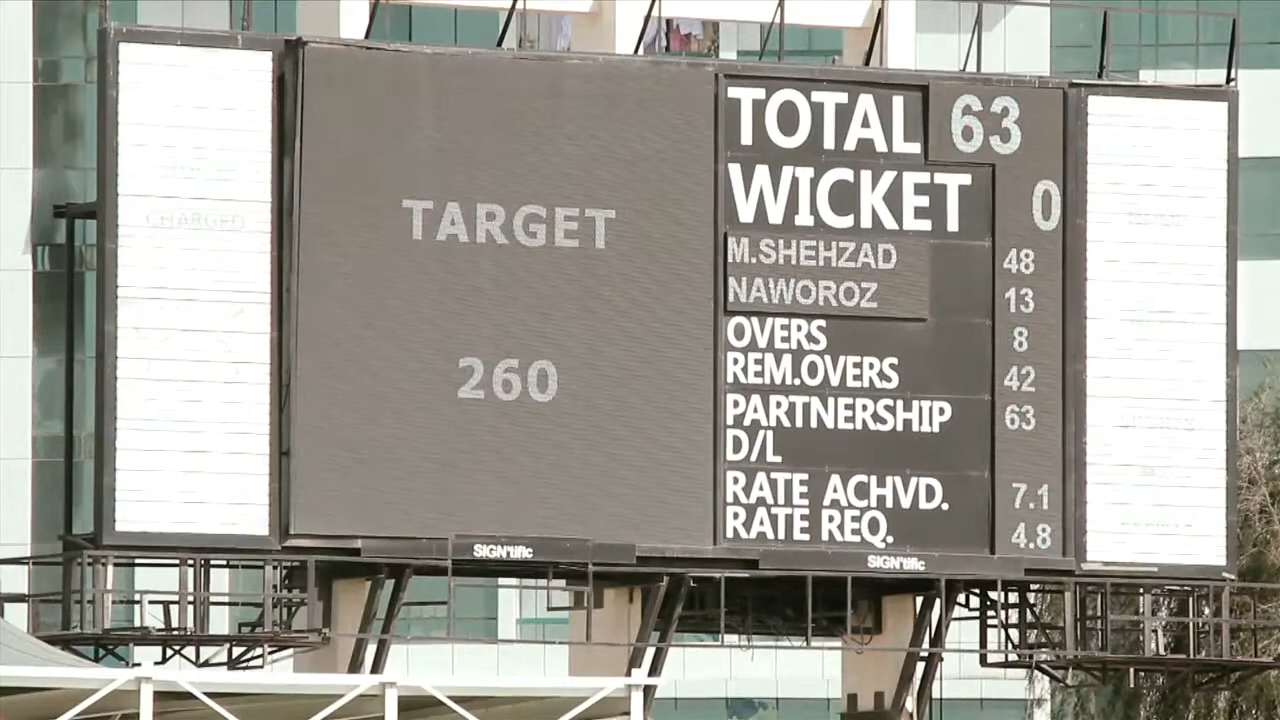 TARGET
260
TOTAL 63
WICKET 0
M.SHEHZAD 48
NAWOROZ 13
OVERS 8
REM.OVERS 42
PARTNERSHIP 63
D/L
RATE ACHVD. 7.1
RATE REQ. 4.8
SIGN'tific
SIGN'tific
CHARGED